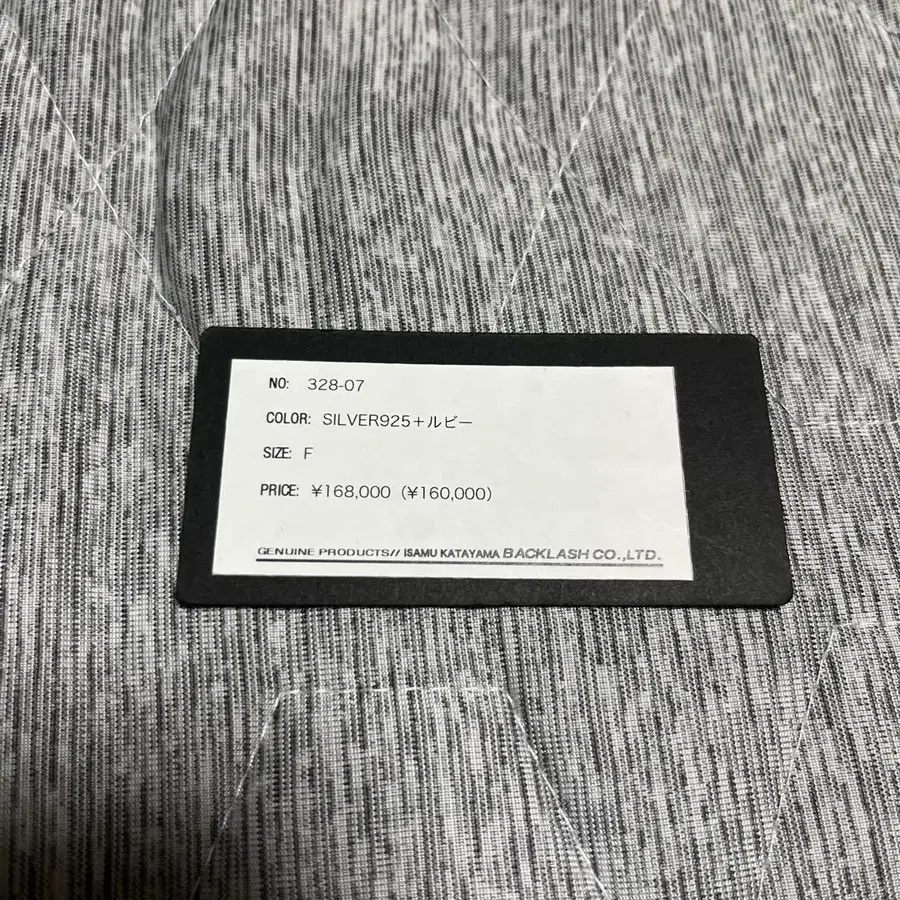 NO: 328-07
COLOR: SILVER925+ルビー
SIZE: F
PRICE: ¥168,000 (¥160,000)
GENUINE PRODUCTS// ISAMU KATAYAMA BACKLASH CO.,LTD.